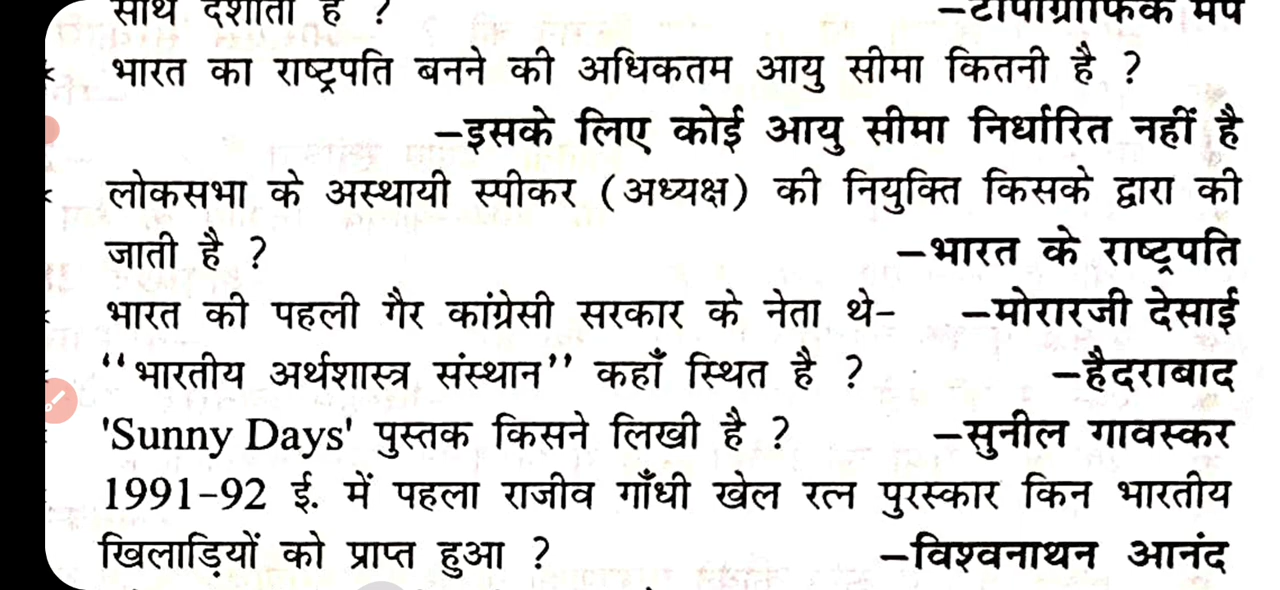 साथ दर्शाता है ? –टोपोग्राफिक मैप
भारत का राष्ट्रपति बनने की अधिकतम आयु सीमा कितनी है ?
–इसके लिए कोई आयु सीमा निर्धारित नहीं है
लोकसभा के अस्थायी स्पीकर (अध्यक्ष) की नियुक्ति किसके द्वारा की
जाती है ? –भारत के राष्ट्रपति
भारत की पहली गैर कांग्रेसी सरकार के नेता थे- –मोरारजी देसाई
‘‘भारतीय अर्थशास्त्र संस्थान’’ कहाँ स्थित है ? –हैदराबाद
'Sunny Days' पुस्तक किसने लिखी है ? –सुनील गावस्कर
1991-92 ई. में पहला राजीव गाँधी खेल रत्न पुरस्कार किन भारतीय
खिलाड़ियों को प्राप्त हुआ ? –विश्वनाथन आनंद